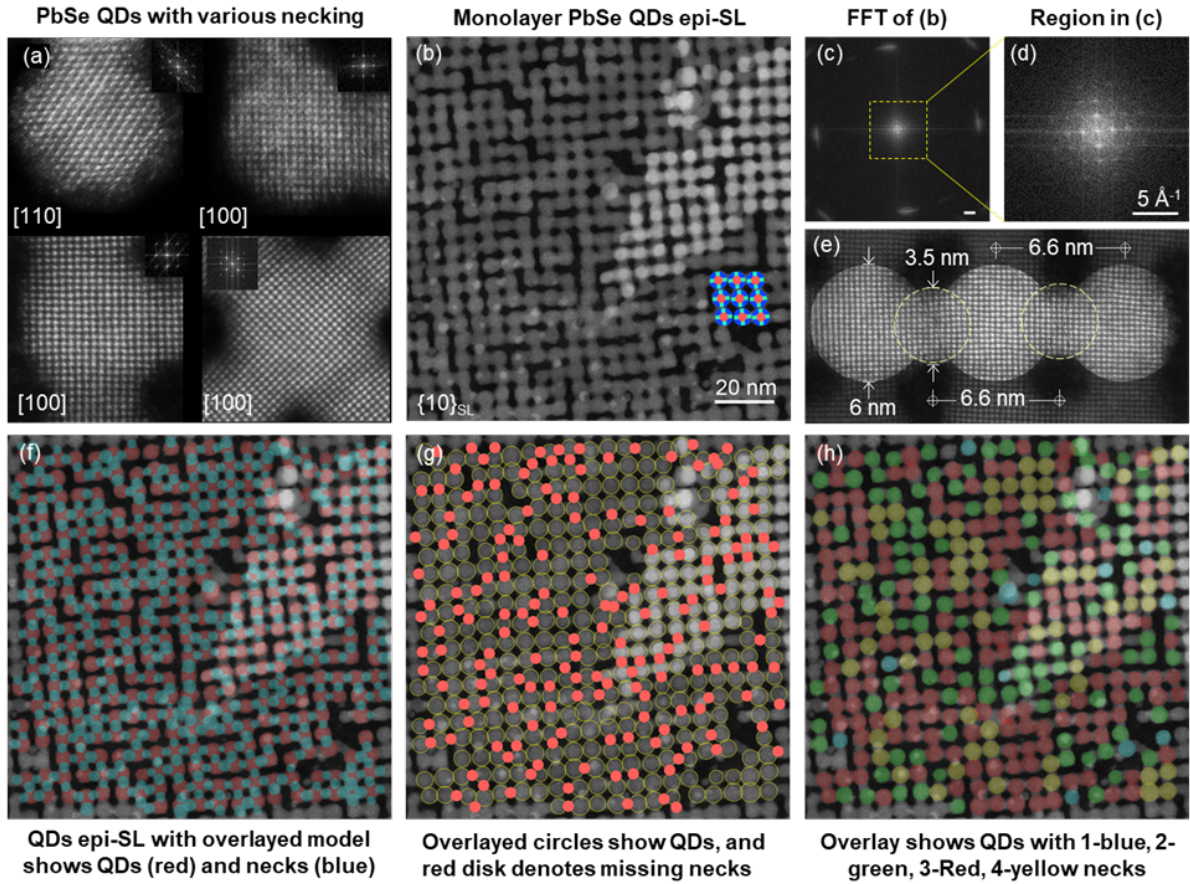 PbSe QDs with various necking
Monolayer PbSe QDs epi-SL
FFT of (b)
Region in (c)
(a)
[110]
[100]
[100]
[100]
(b)
20 nm
{10}SL
(c)
(d)
5 Å-1
(e)
6.6 nm
3.5 nm
6 nm
6.6 nm
(f)
(g)
(h)
QDs epi-SL with overlayed model
shows QDs (red) and necks (blue)
Overlayed circles show QDs, and
red disk denotes missing necks
Overlay shows QDs with 1-blue, 2-
green, 3-Red, 4-yellow necks